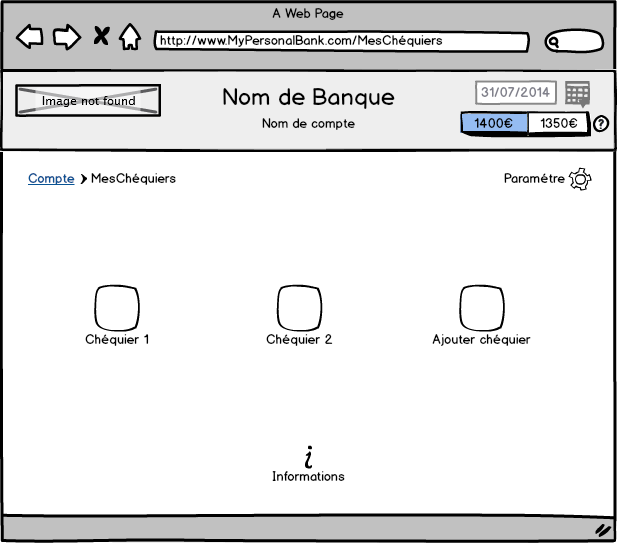 A Web Page
http://www.MyPersonalBank.com/MesChéquiers
Image not found
Nom de Banque
31/07/2014
Nom de compte
1400€ 1350€ ?
Compte MesChéquiers
Paramétre
Chéquier 1
Chéquier 2
Ajouter chéquier
i
Informations